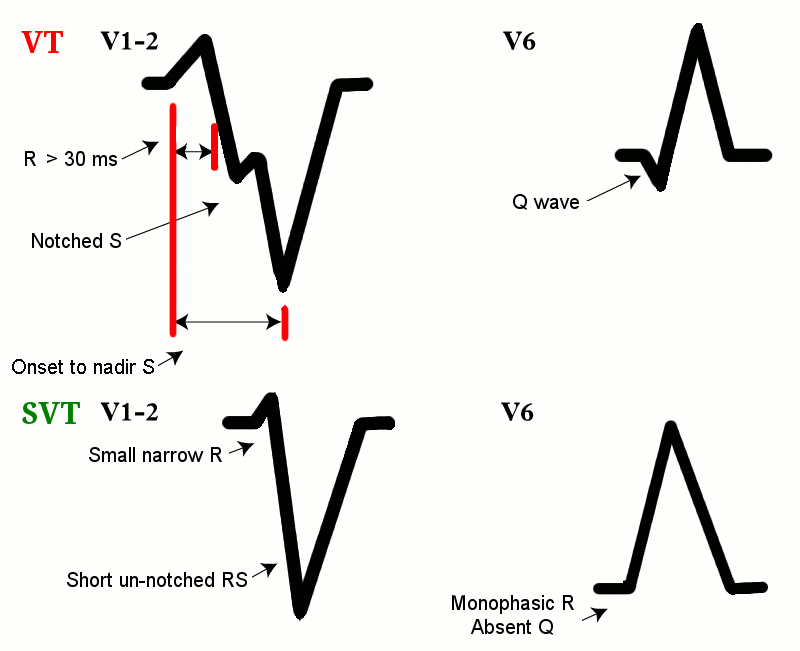 VT V1-2 V6
R > 30 ms
Q wave
Notched S
Onset to nadir S
SVT V1-2 V6
Small narrow R
Short un-notched RS
Monophasic R
Absent Q